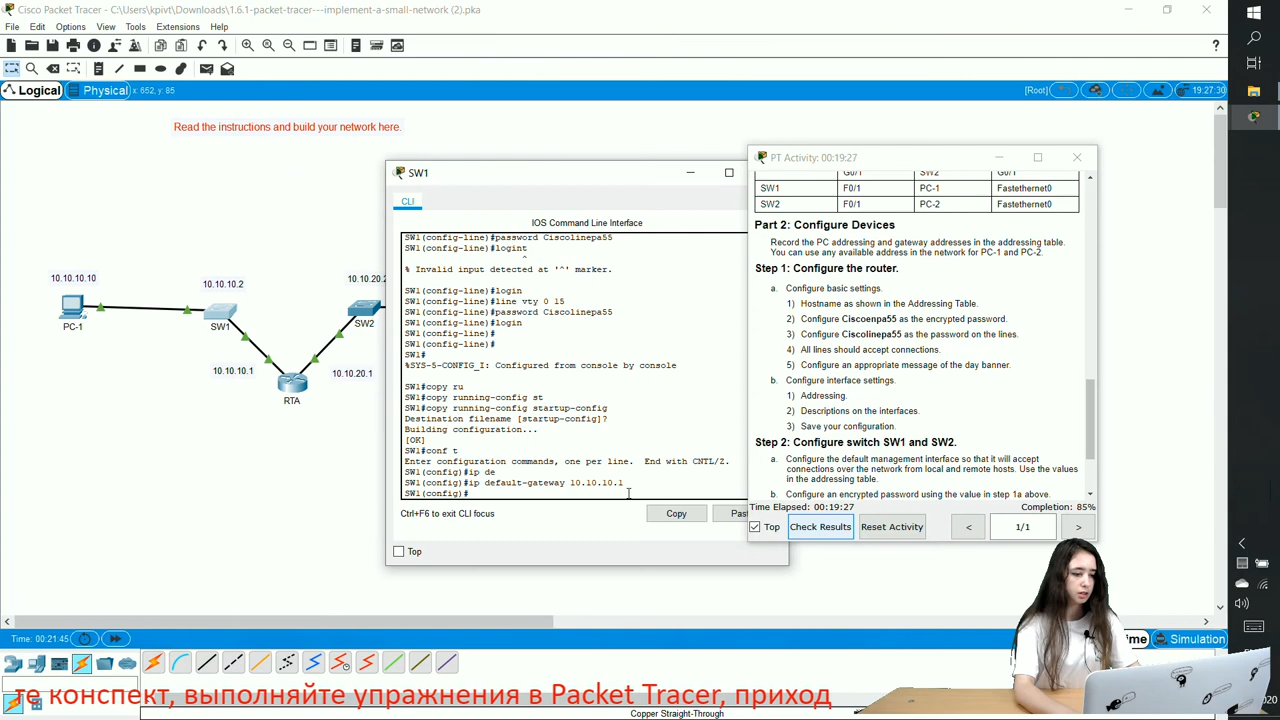 Cisco Packet Tracer - C:\Users\kpivt\Downloads\1.6.1-packet-tracer---implement-a-small-network (2).pka
File Edit Options View Tools Extensions Help
Logical Physical x: 652, y: 85 [Root] 19:27:30
Read the instructions and build your network here.
10.10.10.10
PC-1
10.10.10.2
SW1
10.10.20.2
SW2
10.10.10.1
10.10.20.1
RTA
SW1
CLI
IOS Command Line Interface
SW1(config-line)#password Ciscolinepa55
SW1(config-line)#logint
^
% Invalid input detected at '^' marker.
SW1(config-line)#login
SW1(config-line)#line vty 0 15
SW1(config-line)#password Ciscolinepa55
SW1(config-line)#login
SW1(config-line)#
SW1(config-line)#
SW1#
%SYS-5-CONFIG_I: Configured from console by console
SW1#copy ru
SW1#copy running-config st
SW1#copy running-config startup-config
Destination filename [startup-config]?
Building configuration...
[OK]
SW1#conf t
Enter configuration commands, one per line. End with CNTL/Z.
SW1(config)#ip de
SW1(config)#ip default-gateway 10.10.10.1
SW1(config)#
Ctrl+F6 to exit CLI focus
Copy
Top
PT Activity: 00:19:27
G0/1 SW2 G0/1
SW1 F0/1 PC-1 Fastethernet0
SW2 F0/1 PC-2 Fastethernet0
Part 2: Configure Devices
Record the PC addressing and gateway addresses in the addressing table.
You can use any available address in the network for PC-1 and PC-2.
Step 1: Configure the router.
a. Configure basic settings.
1) Hostname as shown in the Addressing Table.
2) Configure Ciscoenpa55 as the encrypted password.
3) Configure Ciscolinepa55 as the password on the lines.
4) All lines should accept connections.
5) Configure an appropriate message of the day banner.
b. Configure interface settings.
1) Addressing.
2) Descriptions on the interfaces.
3) Save your configuration.
Step 2: Configure switch SW1 and SW2.
a. Configure the default management interface so that it will accept
connections over the network from local and remote hosts. Use the values
in the addressing table.
b. Configure an encrypted password using the value in step 1a above.
Time Elapsed: 00:19:27 Completion: 85%
Top Check Results Reset Activity < 1/1 >
Time: 00:21:45 Simulation
те конспект, выполняйте упражнения в Packet Tracer, приход
Copper Straight-Through